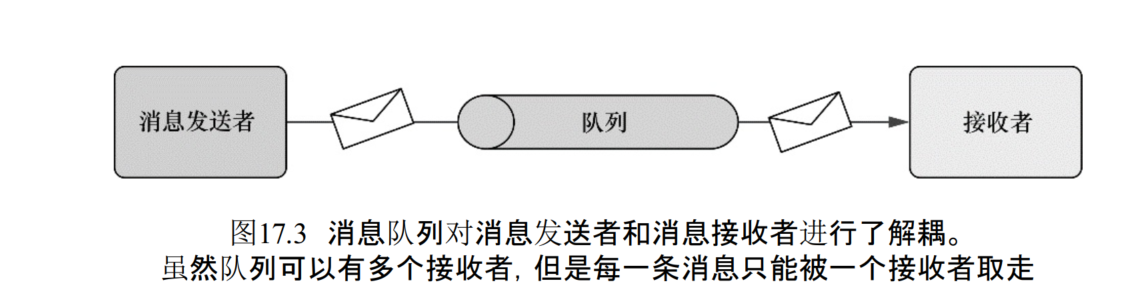 消息发送者
队列
接收者
图17.3 消息队列对消息发送者和消息接收者进行了解耦。
虽然队列可以有多个接收者,但是每一条消息只能被一个接收者取走